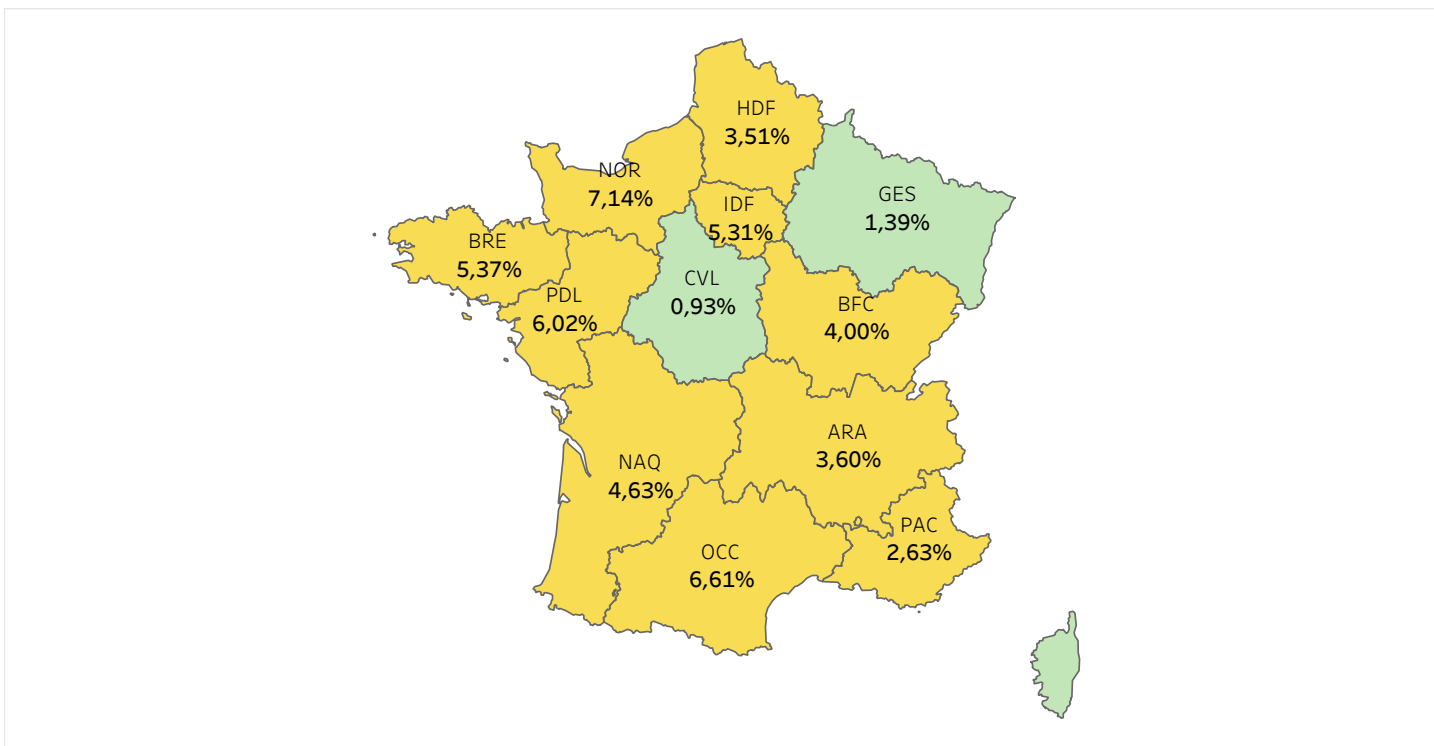 HDF
3,51%
NOR
7,14%
IDF
5,31%
GES
1,39%
BRE
5,37%
CVL
0,93%
PDL
6,02%
BFC
4,00%
ARA
3,60%
NAQ
4,63%
PAC
2,63%
OCC
6,61%